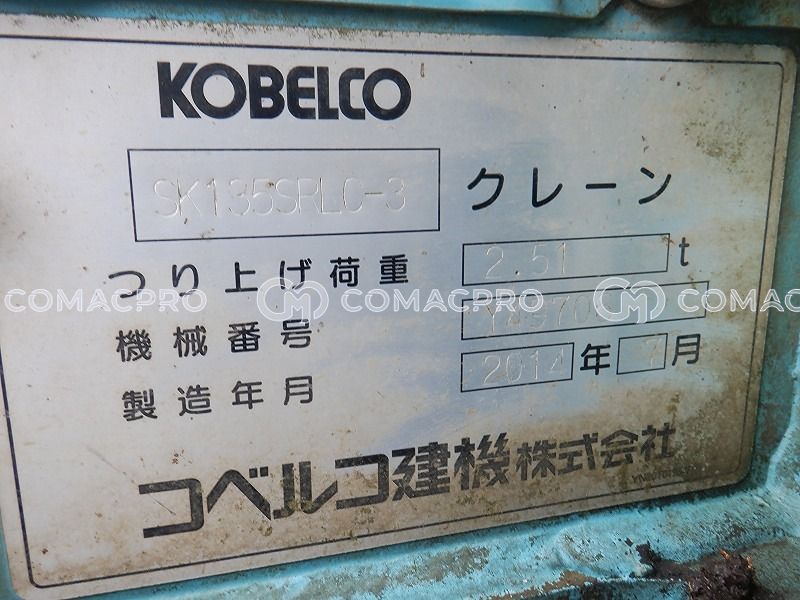 KOBELCO
SK135SRLC-3 クレーン
つり上げ荷重 2.51 t
COMACPRO COMACPRO COMAC
機械番号
製造年月 2014 年 7 月
コベルコ建機株式会社